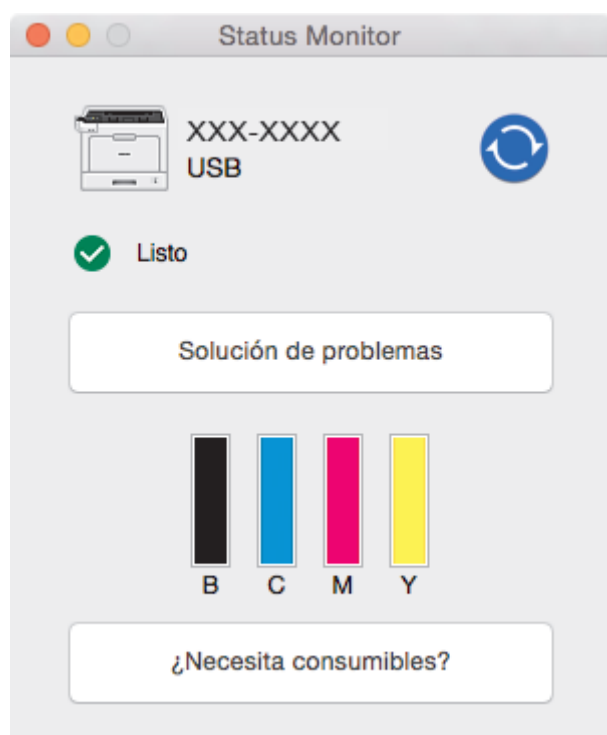 Status Monitor
XXX-XXXX
USB
Listo
Solución de problemas
B C M Y
¿Necesita consumibles?